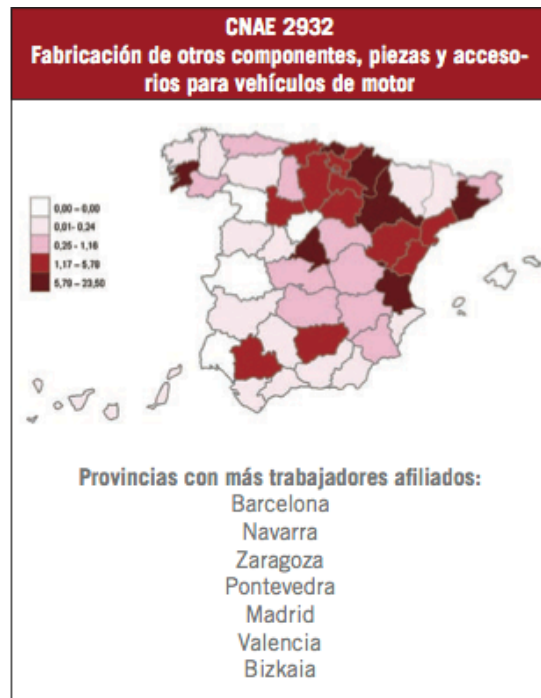 CNAE 2932
Fabricación de otros componentes, piezas y acceso-
rios para vehículos de motor
0,00 – 0,00
0,01- 0,24
0,25 - 1,16
1,17 – 5,70
5,70 – 23,50
Provincias con más trabajadores afiliados:
Barcelona
Navarra
Zaragoza
Pontevedra
Madrid
Valencia
Bizkaia